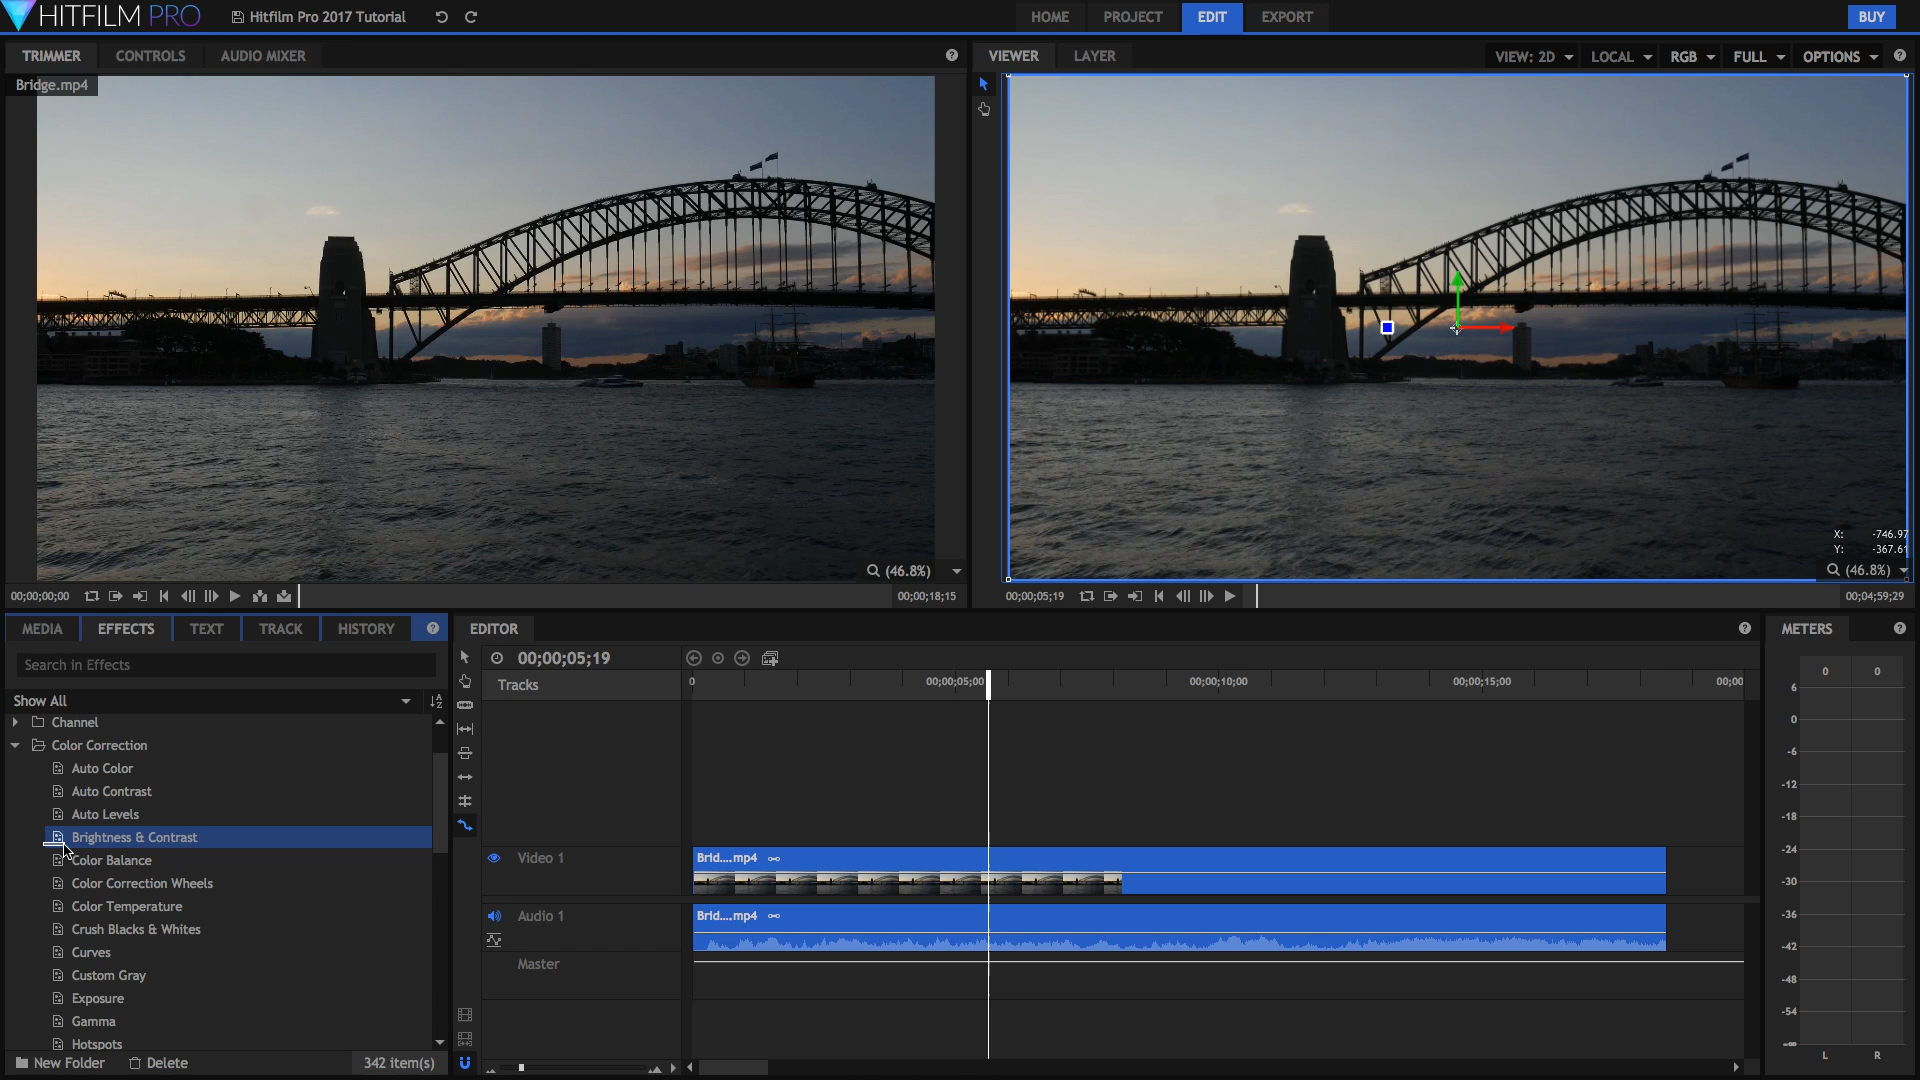 HITFILM PRO
Hitfilm Pro 2017 Tutorial
HOME
PROJECT
EDIT
EXPORT
BUY
TRIMMER
CONTROLS
AUDIO MIXER
VIEWER
LAYER
VIEW: 2D
LOCAL
RGB
FULL
OPTIONS
Bridge.mp4
X: -746.97
Y: -367.61
(46.8%)
(46.8%)
00;00;00;00
00;00;18;15
00;00;05;19
00;04;59;29
MEDIA
EFFECTS
TEXT
TRACK
HISTORY
EDITOR
METERS
Search in Effects
00;00;05;19
Tracks
0
00;00;05;00
00;00;10;00
00;00;15;00
00;00
Show All
Channel
Color Correction
Auto Color
Auto Contrast
Auto Levels
Brightness & Contrast
Color Balance
Color Correction Wheels
Color Temperature
Crush Blacks & Whites
Curves
Custom Gray
Exposure
Gamma
Hotspots
Video 1
Brid....mp4
Audio 1
Brid....mp4
Master
0 0
6
0
-6
-12
-18
-24
-30
-36
-42
-48
-54
-∞
L R
New Folder
Delete
342 item(s)